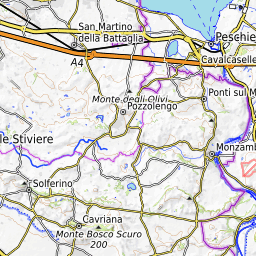 San Martino
della Battaglia
Peschie
Cavalcaselle
A4
Monte degli Olivi
Pozzolengo
Ponti sul M
le Stiviere
Monzamb
Solferino
Cavriana
Monte Bosco Scuro
200